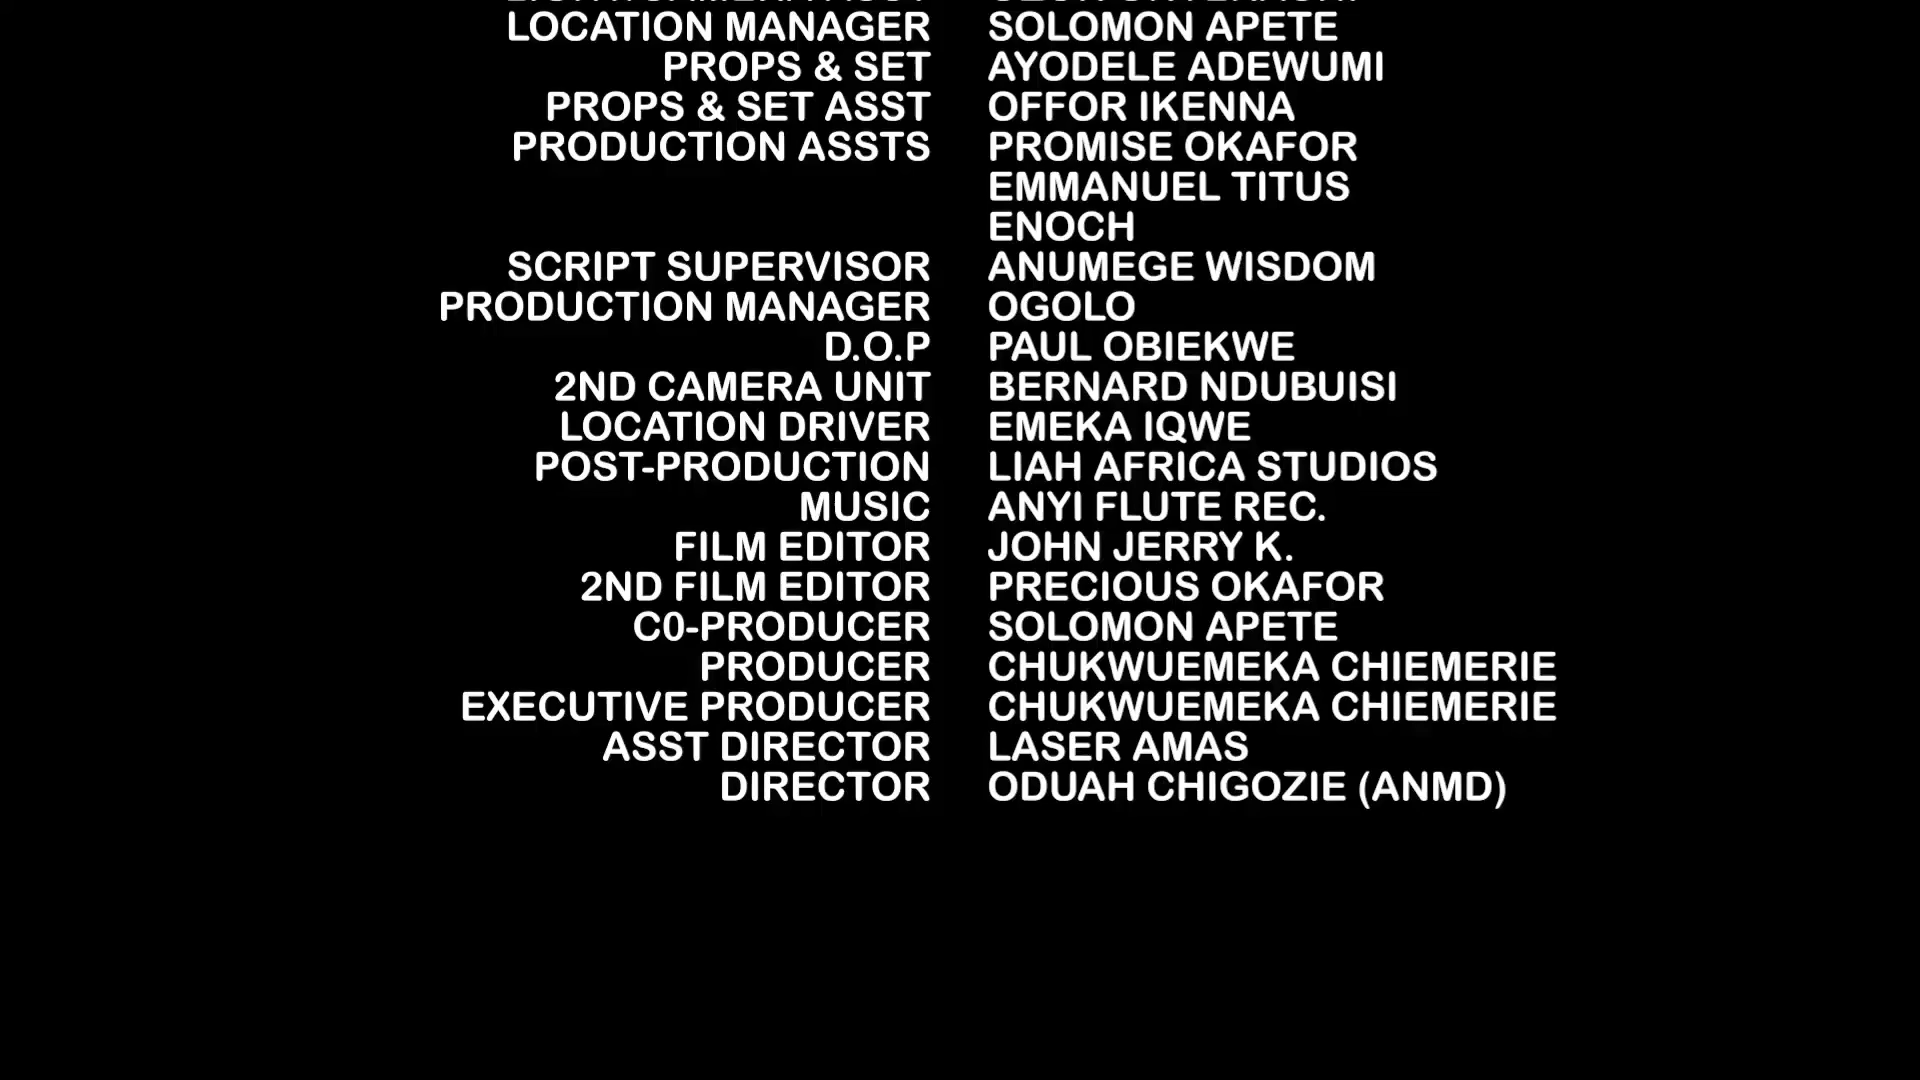 LOCATION MANAGER SOLOMON APETE
PROPS & SET AYODELE ADEWUMI
PROPS & SET ASST OFFOR IKENNA
PRODUCTION ASSTS PROMISE OKAFOR
EMMANUEL TITUS
ENOCH
SCRIPT SUPERVISOR ANUMEGE WISDOM
PRODUCTION MANAGER OGOLO
D.O.P PAUL OBIEKWE
2ND CAMERA UNIT BERNARD NDUBUISI
LOCATION DRIVER EMEKA IQWE
POST-PRODUCTION LIAH AFRICA STUDIOS
MUSIC ANYI FLUTE REC.
FILM EDITOR JOHN JERRY K.
2ND FILM EDITOR PRECIOUS OKAFOR
C0-PRODUCER SOLOMON APETE
PRODUCER CHUKWUEMEKA CHIEMERIE
EXECUTIVE PRODUCER CHUKWUEMEKA CHIEMERIE
ASST DIRECTOR LASER AMAS
DIRECTOR ODUAH CHIGOZIE (ANMD)